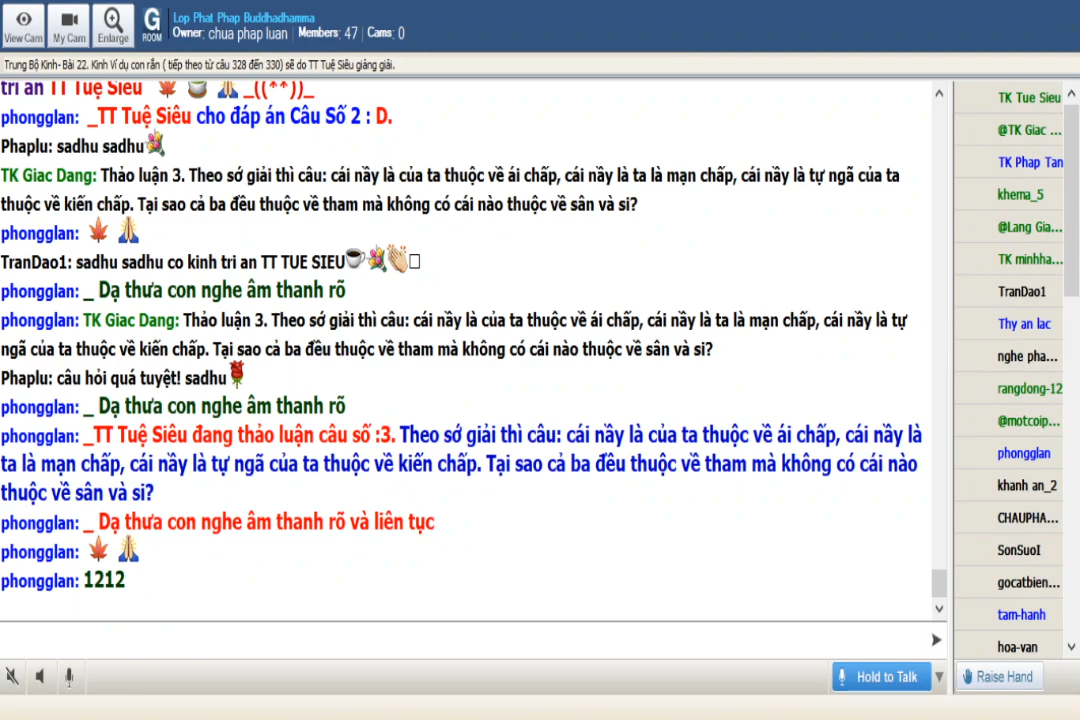 View Cam
My Cam
Enlarge
G
ROOM
Lop Phat Phap Buddhadhamma
Owner: chua phap luan | Members: 47 | Cams: 0
Trung Bộ Kinh- Bài 22. Kinh Ví dụ con rắn ( tiếp theo từ câu 328 đến 330) sẽ do TT Tuệ Siêu giảng giải.
tri ân TT Tuệ Siêu _((**))_
phongglan: _TT Tuệ Siêu cho đáp án Câu Số 2 : D.
Phaplu: sadhu sadhu
TK Giac Dang: Thảo luận 3. Theo sớ giải thì câu: cái nầy là của ta thuộc về ái chấp, cái nầy là ta là mạn chấp, cái nầy là tự ngã của ta
thuộc về kiến chấp. Tại sao cả ba đều thuộc về tham mà không có cái nào thuộc về sân và si?
phongglan:
TranDao1: sadhu sadhu co kinh tri an TT TUE SIEU
phongglan: _ Dạ thưa con nghe âm thanh rõ
phongglan: TK Giac Dang: Thảo luận 3. Theo sớ giải thì câu: cái nầy là của ta thuộc về ái chấp, cái nầy là ta là mạn chấp, cái nầy là tự
ngã của ta thuộc về kiến chấp. Tại sao cả ba đều thuộc về tham mà không có cái nào thuộc về sân và si?
Phaplu: câu hỏi quá tuyệt! sadhu
phongglan: _ Dạ thưa con nghe âm thanh rõ
phongglan: _TT Tuệ Siêu đang thảo luận câu số :3. Theo sớ giải thì câu: cái nầy là của ta thuộc về ái chấp, cái nầy là
ta là mạn chấp, cái nầy là tự ngã của ta thuộc về kiến chấp. Tại sao cả ba đều thuộc về tham mà không có cái nào
thuộc về sân và si?
phongglan: _ Dạ thưa con nghe âm thanh rõ và liên tục
phongglan:
phongglan: 1212
TK Tue Sieu
@TK Giac ...
TK Phap Tan
khema_5
@Lang Gia...
TK minhha...
TranDao1
Thy an lac
nghe pha...
rangdong-12
@motcoip...
phongglan
khanh an_2
CHAUPHA...
SonSuoI
gocatbien...
tam-hanh
hoa-van
Hold to Talk
Raise Hand